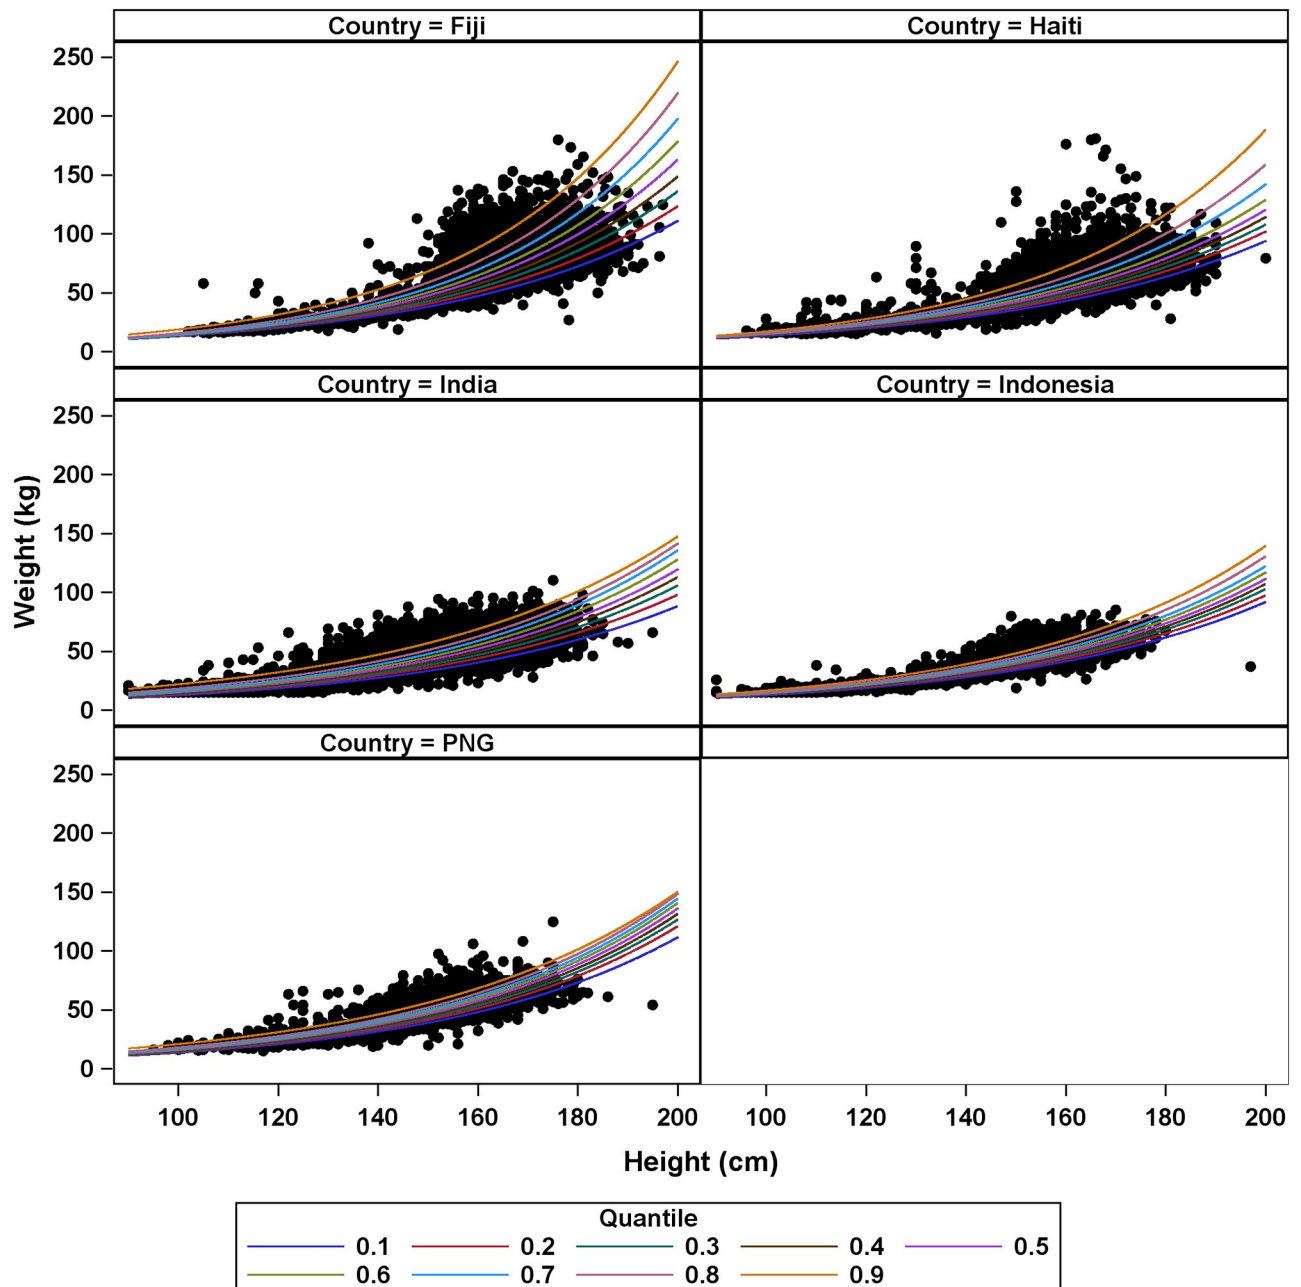 Country = Fiji
Country = Haiti
250
200
150
100
50
0
Country = India
Country = Indonesia
250
200
150
100
50
0
Country = PNG
250
200
150
100
50
0
Weight (kg)
100 120 140 160 180 200
100 120 140 160 180 200
Height (cm)
Quantile
0.1 0.2 0.3 0.4 0.5
0.6 0.7 0.8 0.9